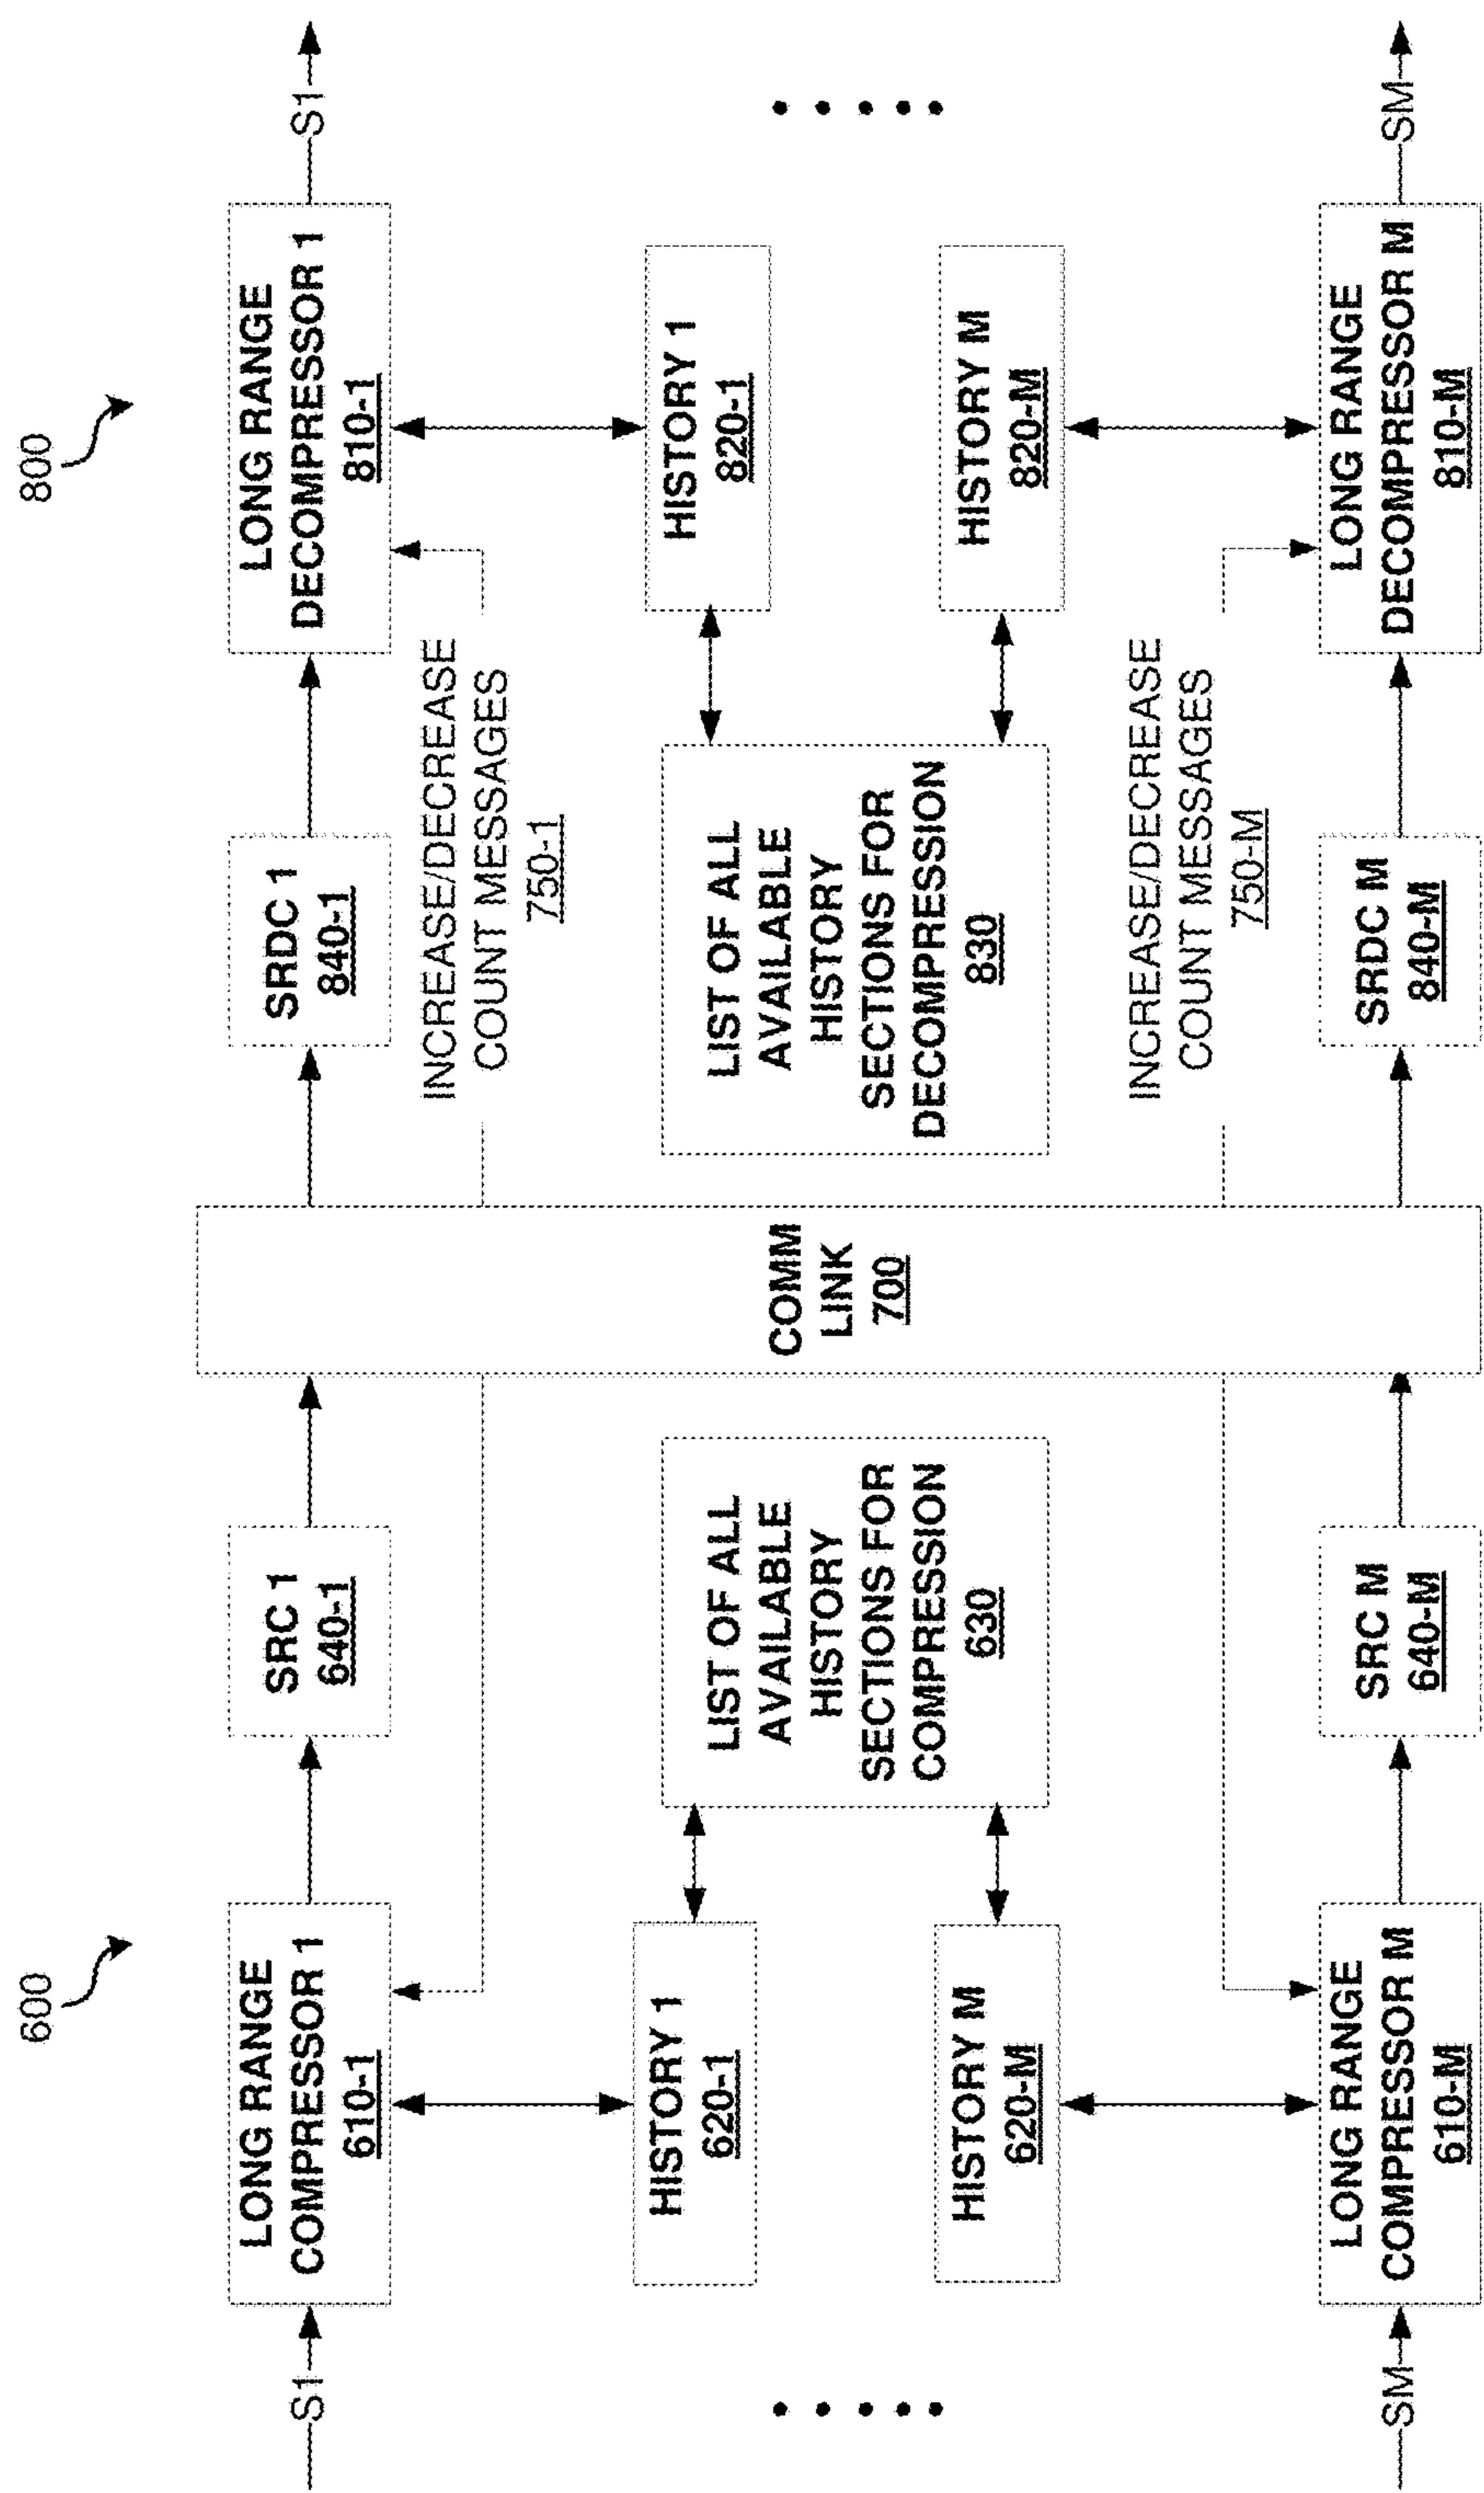 600
800
S1
LONG RANGE
COMPRESSOR 1
610-1
SRC 1
640-1
SRDC 1
840-1
LONG RANGE
DECOMPRESSOR 1
810-1
S1
INCREASE/DECREASE
COUNT MESSAGES
750-1
HISTORY 1
620-1
LIST OF ALL
AVAILABLE
HISTORY
SECTIONS FOR
COMPRESSION
630
COMM
LINK
700
LIST OF ALL
AVAILABLE
HISTORY
SECTIONS FOR
DECOMPRESSION
830
HISTORY 1
820-1
HISTORY M
620-M
HISTORY M
820-M
INCREASE/DECREASE
COUNT MESSAGES
750-M
SM
LONG RANGE
COMPRESSOR M
610-M
SRC M
640-M
SRDC M
840-M
LONG RANGE
DECOMPRESSOR M
810-M
SM